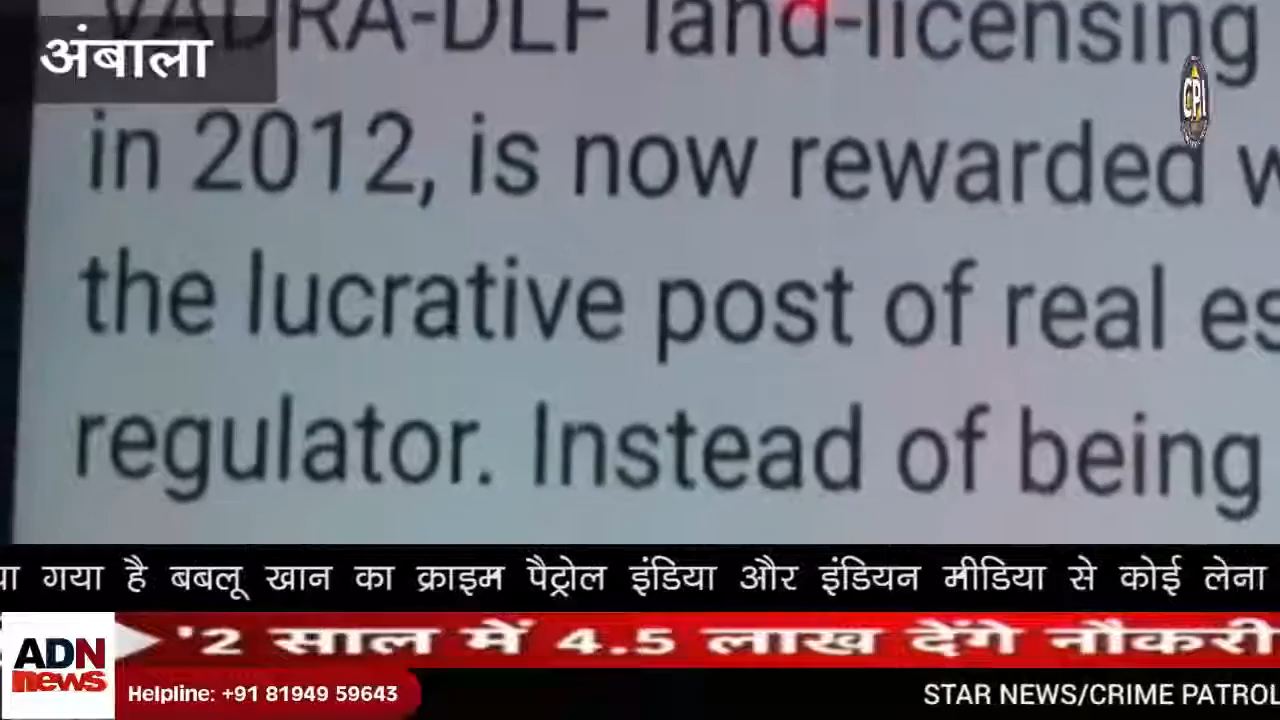 अंबाला
VADRA-DLF land-licensing
CPI
in 2012, is now rewarded
the lucrative post of real
regulator. Instead of being
गया है बबलू खान का क्राइम पैट्रोल इंडिया और इंडियन मीडिया से कोई लेना
'2 साल में 4.5 लाख देंगे नौकरी
ADN
news
Helpline: +91 81949 59643
STAR NEWS/CRIME PATROL